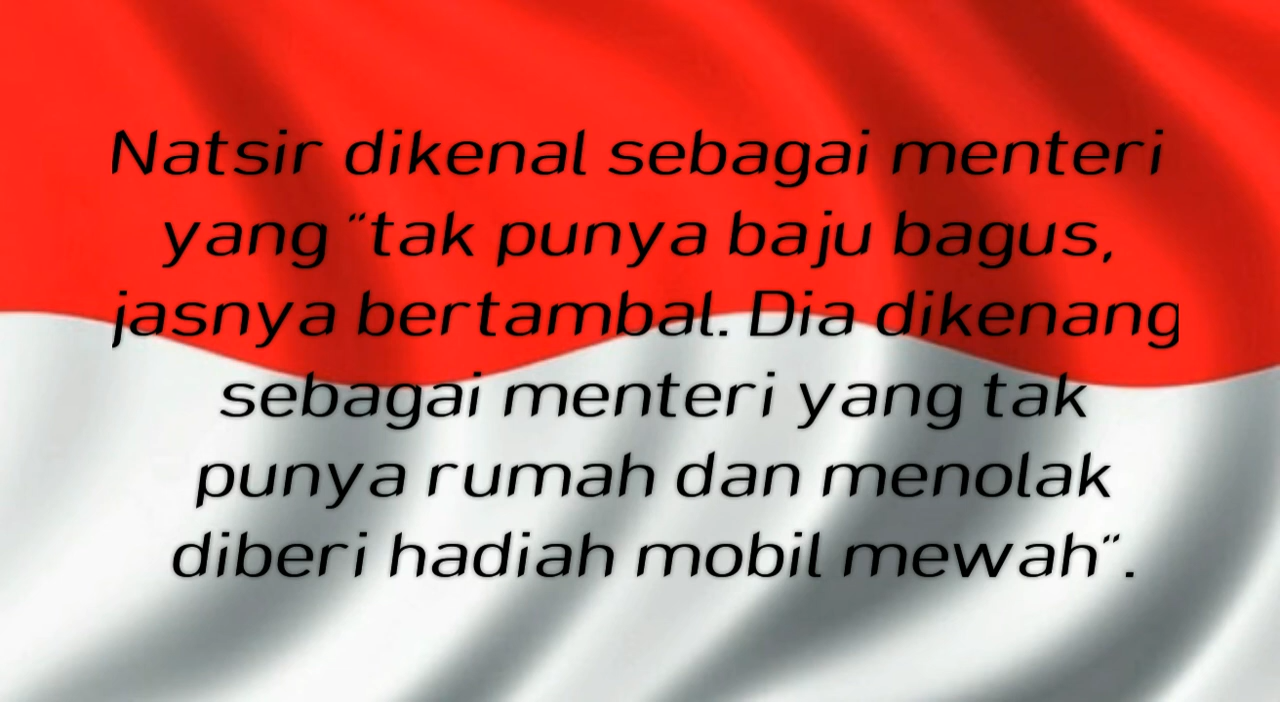 Natsir dikenal sebagai menteri
yang "tak punya baju bagus,
jasnya bertambal. Dia dikenang
sebagai menteri yang tak
punya rumah dan menolak
diberi hadiah mobil mewah".